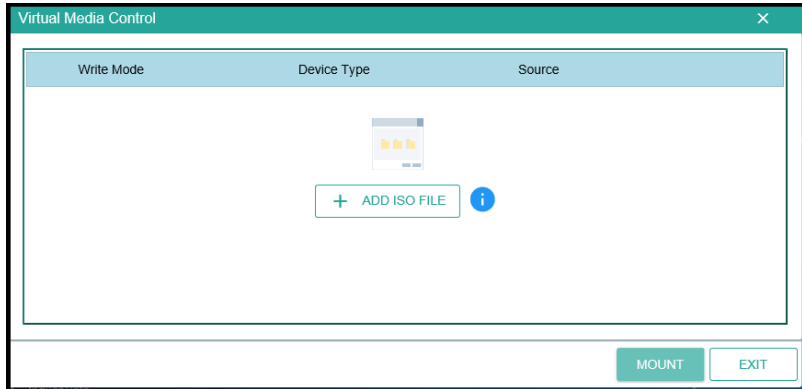 Virtual Media Control
Write Mode Device Type Source
+ ADD ISO FILE i
MOUNT EXIT